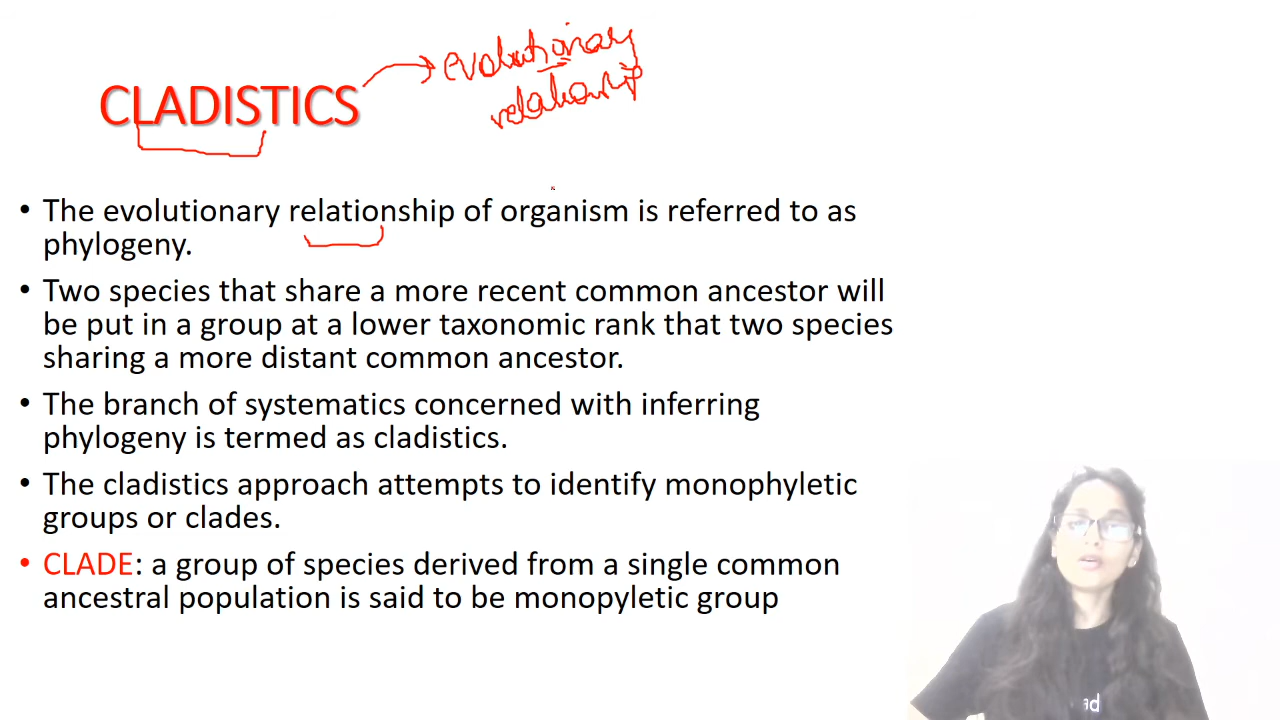 evolutionary
relationship
CLADISTICS
• The evolutionary relationship of organism is referred to as
phylogeny.
• Two species that share a more recent common ancestor will
be put in a group at a lower taxonomic rank that two species
sharing a more distant common ancestor.
• The branch of systematics concerned with inferring
phylogeny is termed as cladistics.
• The cladistics approach attempts to identify monophyletic
groups or clades.
• CLADE: a group of species derived from a single common
ancestral population is said to be monopyletic group
ad